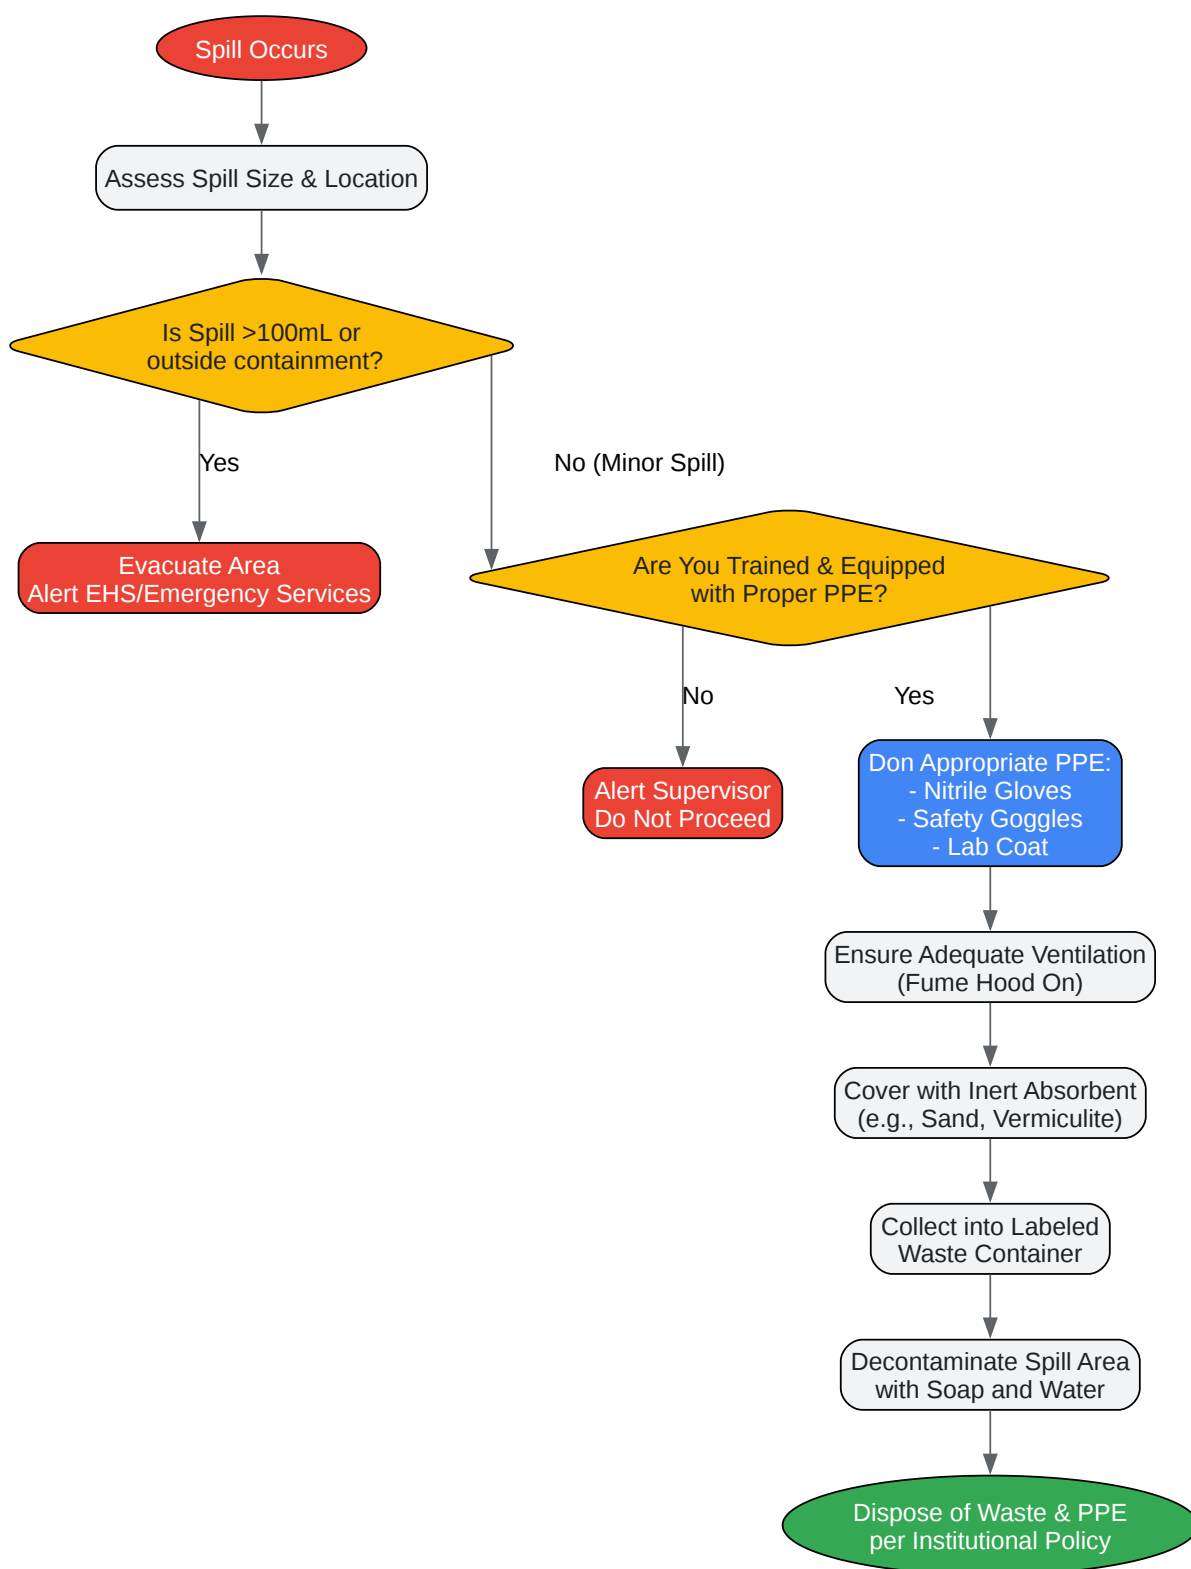 Spill Occurs
Assess Spill Size & Location
Is Spill >100mL or
outside containment?
Yes
No (Minor Spill)
Evacuate Area
Alert EHS/Emergency Services
Are You Trained & Equipped
with Proper PPE?
No
Yes
Alert Supervisor
Do Not Proceed
Don Appropriate PPE:
- Nitrile Gloves
- Safety Goggles
- Lab Coat
Ensure Adequate Ventilation
(Fume Hood On)
Cover with Inert Absorbent
(e.g., Sand, Vermiculite)
Collect into Labeled
Waste Container
Decontaminate Spill Area
with Soap and Water
Dispose of Waste & PPE
per Institutional Policy